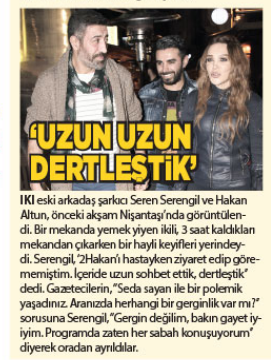 ‘UZUN UZUN
DERTLEŞTİK’
IKI eski arkadaş şarkıcı Seren Serengil ve Hakan
Altun, önceki akşam Nişantaşı’nda görüntülen-
di. Bir mekanda yemek yiyen ikili, 3 saat kaldıkları
mekandan çıkarken bir hayli keyifleri yerindey-
di. Serengil, ‘2Hakan’ı hastayken ziyaret edip göre-
memiştim. İçeride uzun sohbet ettik, dertleştik”
dedi. Gazetecilerin,”Seda sayan ile bir polemik
yaşadınız. Aranızda herhangi bir gerginlik var mı?”
sorusuna Serengil, “Gergin değilim, bakın gayet iy-
iyim. Programda zaten her sabah konuşuyorum”
diyerek oradan ayrıldılar.